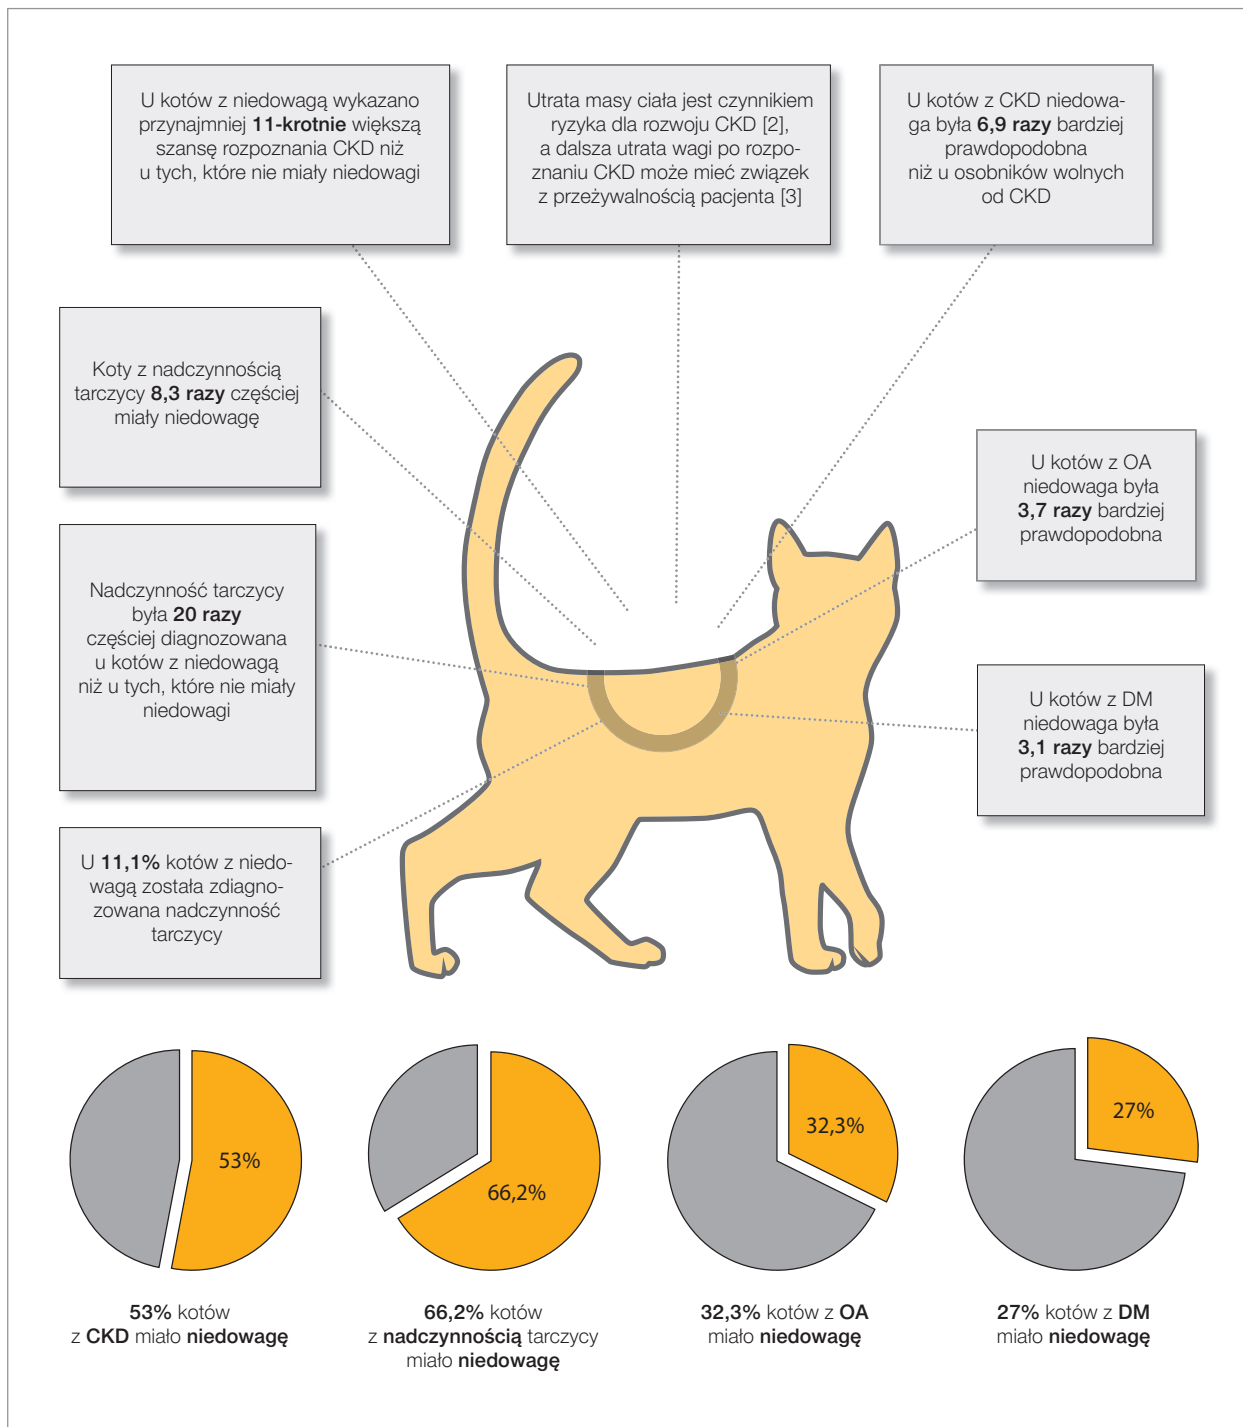 U kotów z niedowagą wykazano
przynajmniej 11-krotnie większą
szansę rozpoznania CKD niż
u tych, które nie miały niedowagi
Utrata masy ciała jest czynnikiem
ryzyka dla rozwoju CKD [2],
a dalsza utrata wagi po rozpo-
znaniu CKD może mieć związek
z przeżywalnością pacjenta [3]
U kotów z CKD niedowa-
ga była 6,9 razy bardziej
prawdopodobna
niż u osobników wolnych
od CKD
Koty z nadczynnością
tarczycy 8,3 razy częściej
miały niedowagę
U kotów z OA
niedowaga była
3,7 razy bardziej
prawdopodobna
Nadczynność tarczycy
była 20 razy
częściej diagnozowana
u kotów z niedowagą
niż u tych, które nie miały
niedowagi
U kotów z DM
niedowaga była
3,1 razy bardziej
prawdopodobna
U 11,1% kotów z niedo-
wagą została zdiagno-
zowana nadczynność
tarczycy
53%
66,2%
32,3%
27%
53% kotów
z CKD miało niedowagę
66,2% kotów
z nadczynnością tarczycy
miało niedowagę
32,3% kotów z OA
miało niedowagę
27% kotów z DM
miało niedowagę